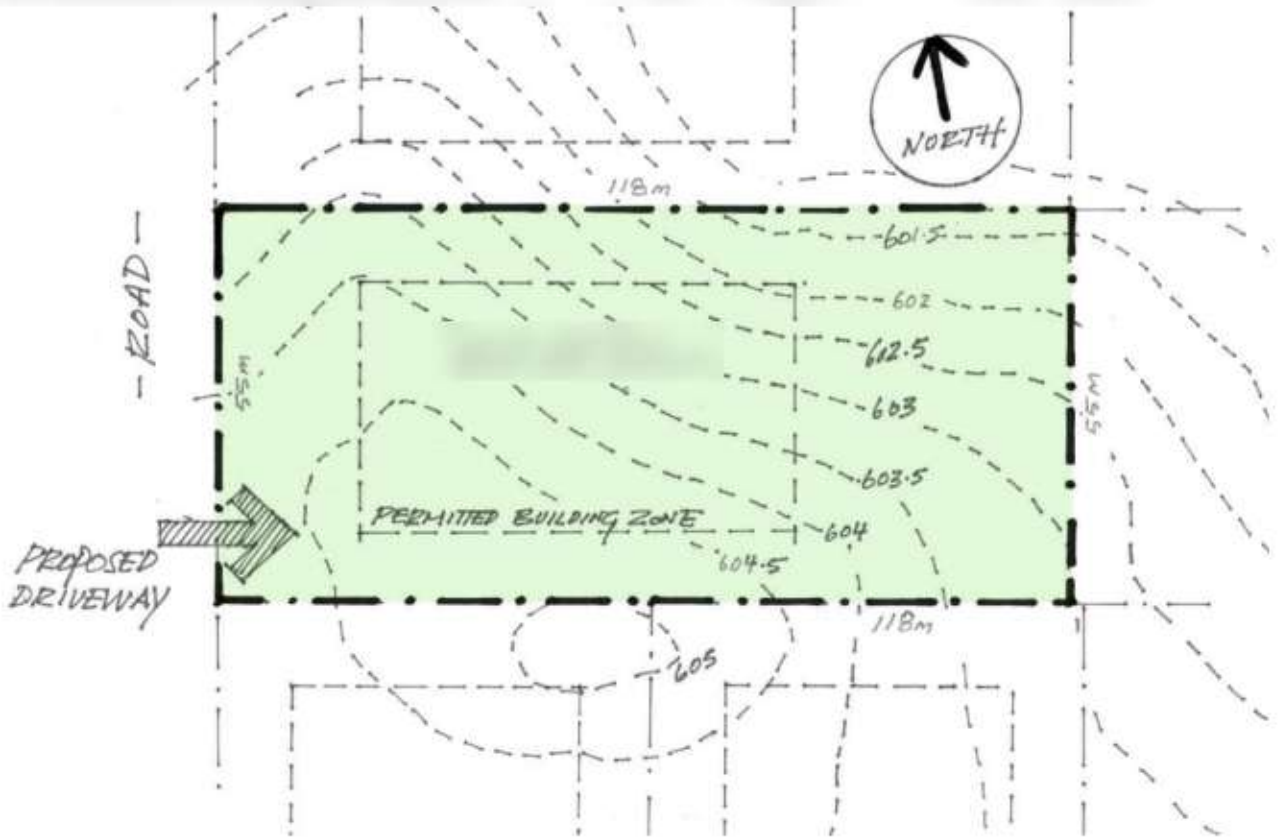 NORTH
118m
— ROAD —
601.5
602
602.5
55m
55m
603
603.5
PERMITTED BUILDING ZONE
604
604.5
PROPOSED
DRIVEWAY
118m
605